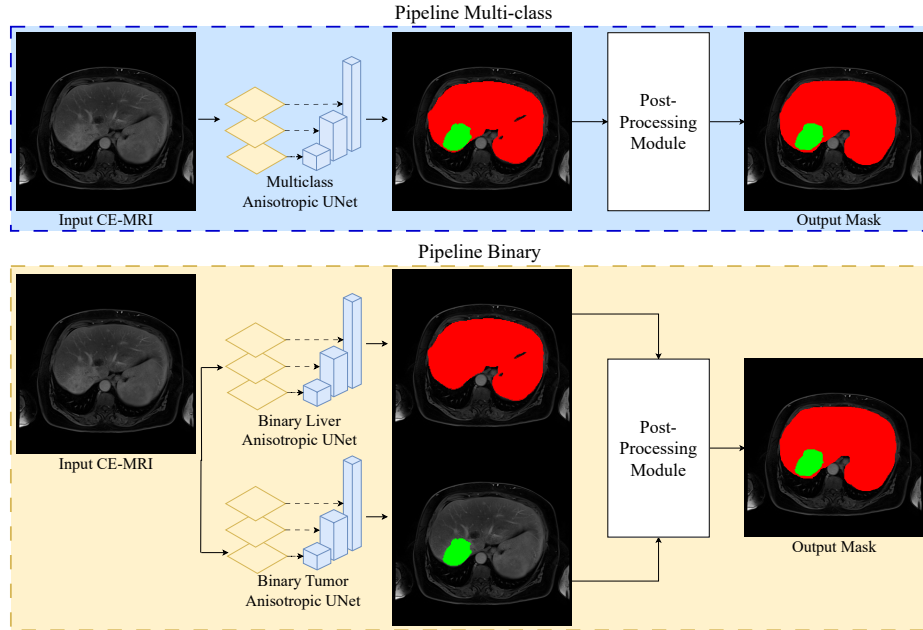 Pipeline Multi-class
Input CE-MRI
Multiclass
Anisotropic UNet
Post-
Processing
Module
Output Mask
Pipeline Binary
Input CE-MRI
Binary Liver
Anisotropic UNet
Binary Tumor
Anisotropic UNet
Post-
Processing
Module
Output Mask